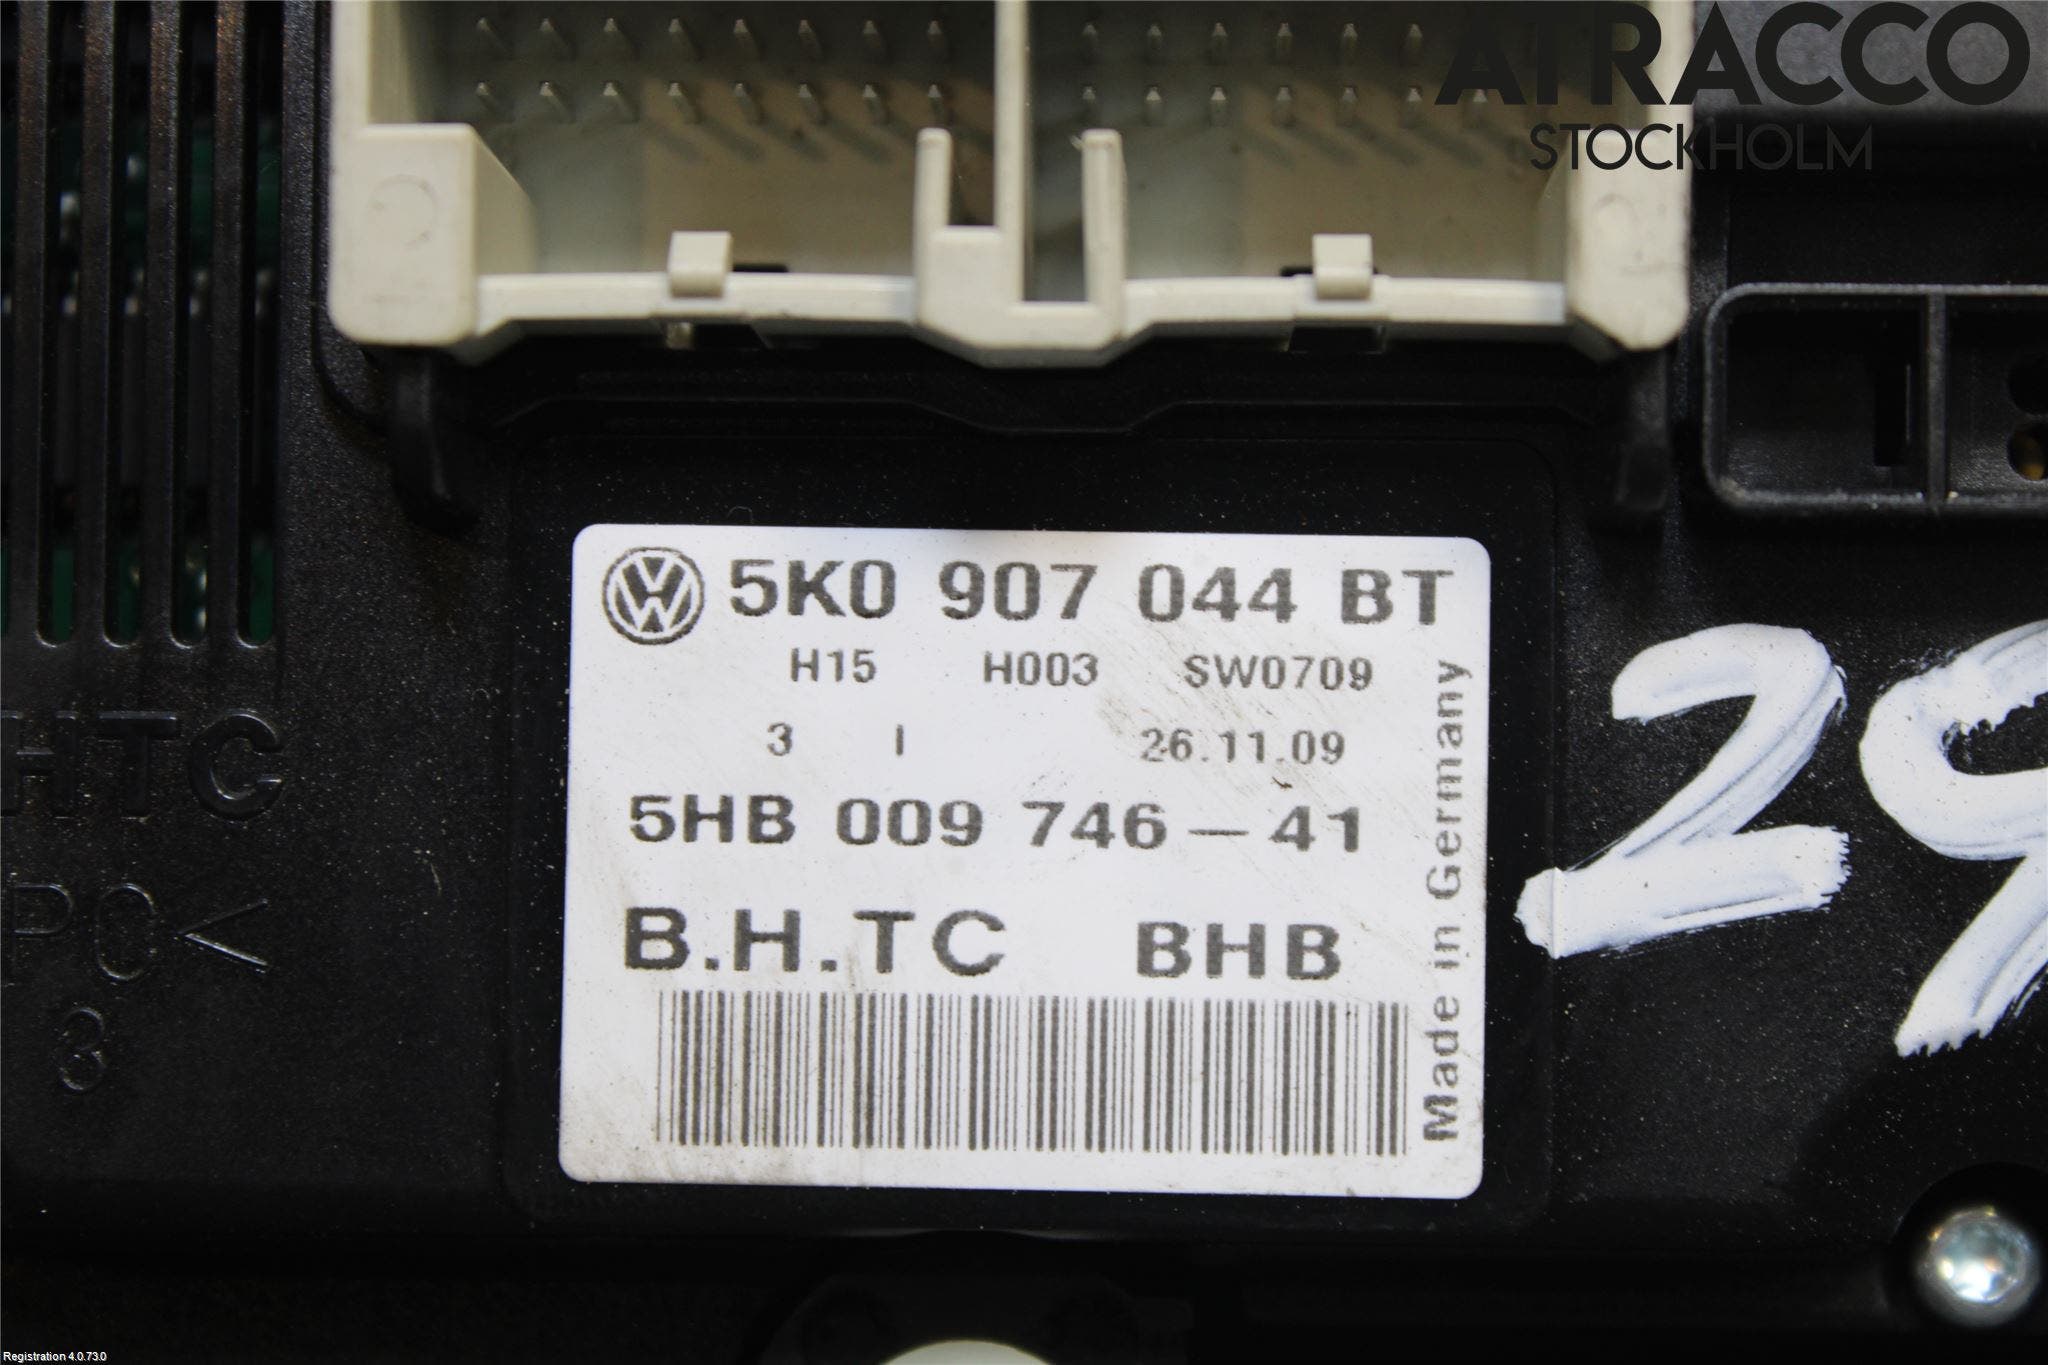 ATRACCO
STOCKHOLM
5K0 907 044 BT
H15 H003 SW0709
3 I 26.11.09
5HB 009 746-41
B.H.TC BHB
Made in Germany
HTC
PC<
3
29
Registration 4.0.73.0